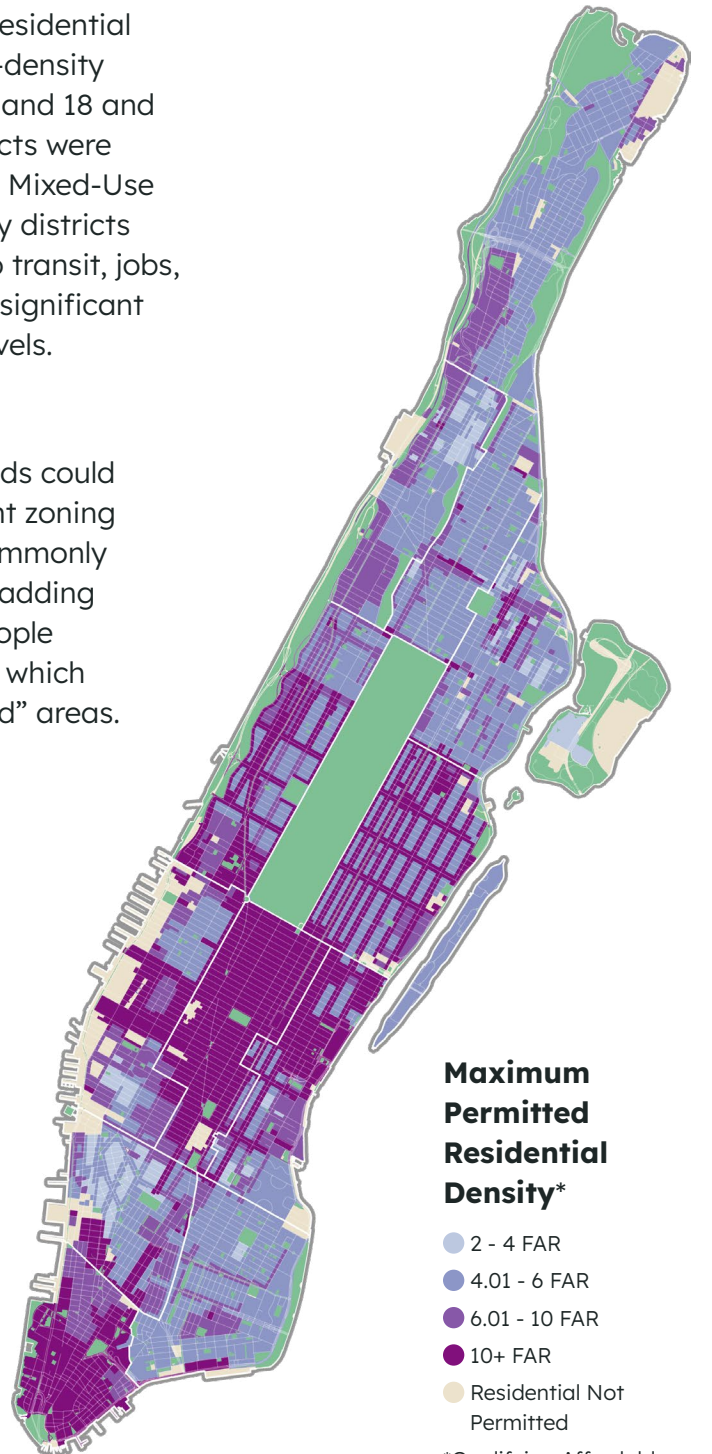 esidential
-density
and 18 and
cts were
Mixed-Use
y districts
o transit, jobs,
significant
vels.
ds could
nt zoning
mmonly
adding
ople
which
d” areas.
Maximum
Permitted
Residential
Density*
2 - 4 FAR
4.01 - 6 FAR
6.01 - 10 FAR
10+ FAR
Residential Not
Permitted